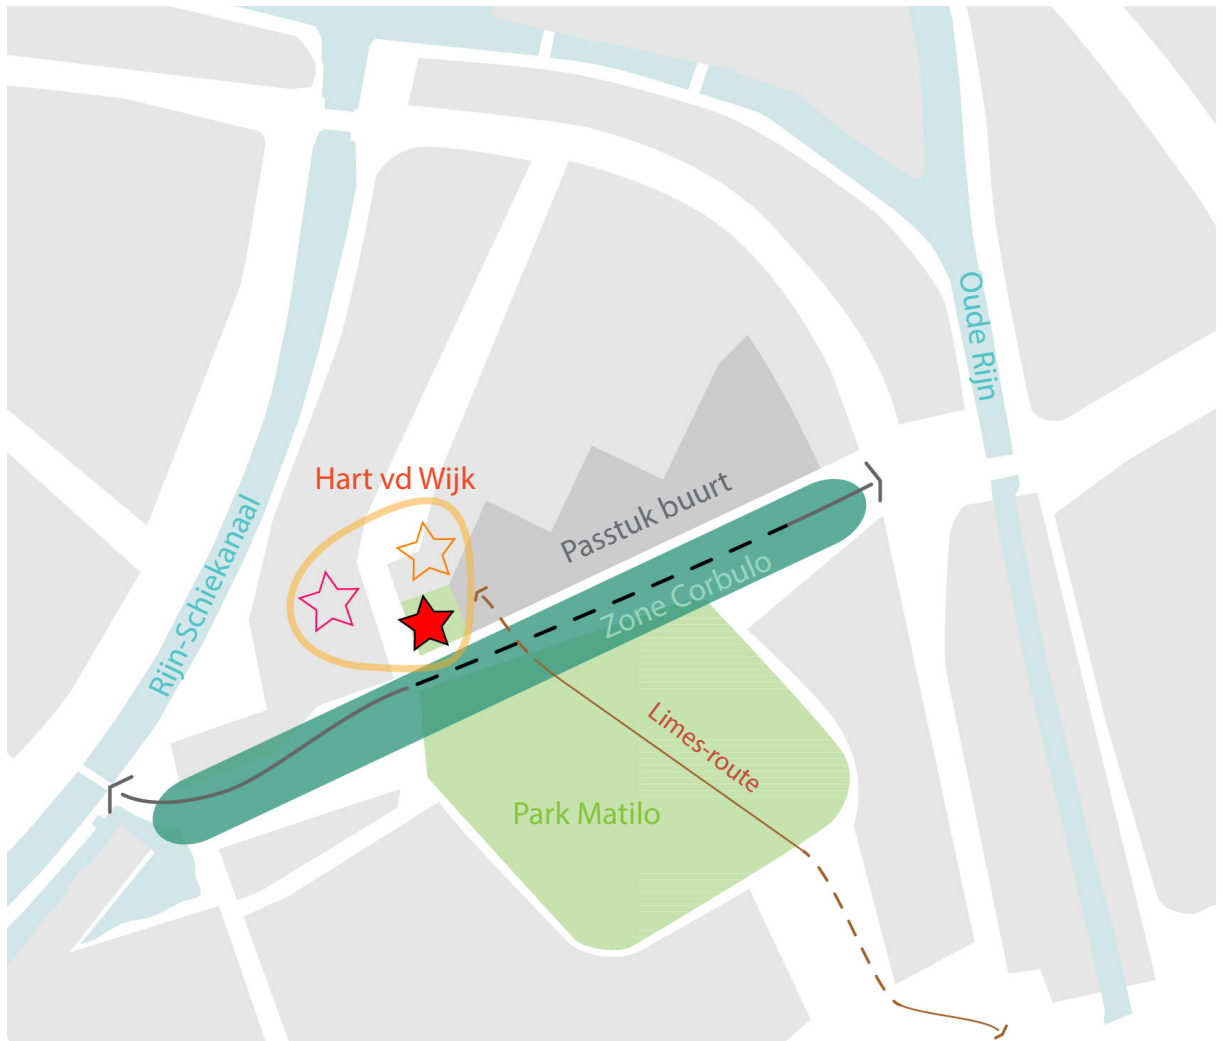 Oude Rijn
Hart vd Wijk
Passtuk buurt
Rijn-Schiekanaal
Zone Corbulo
Limes-route
Park Matilo